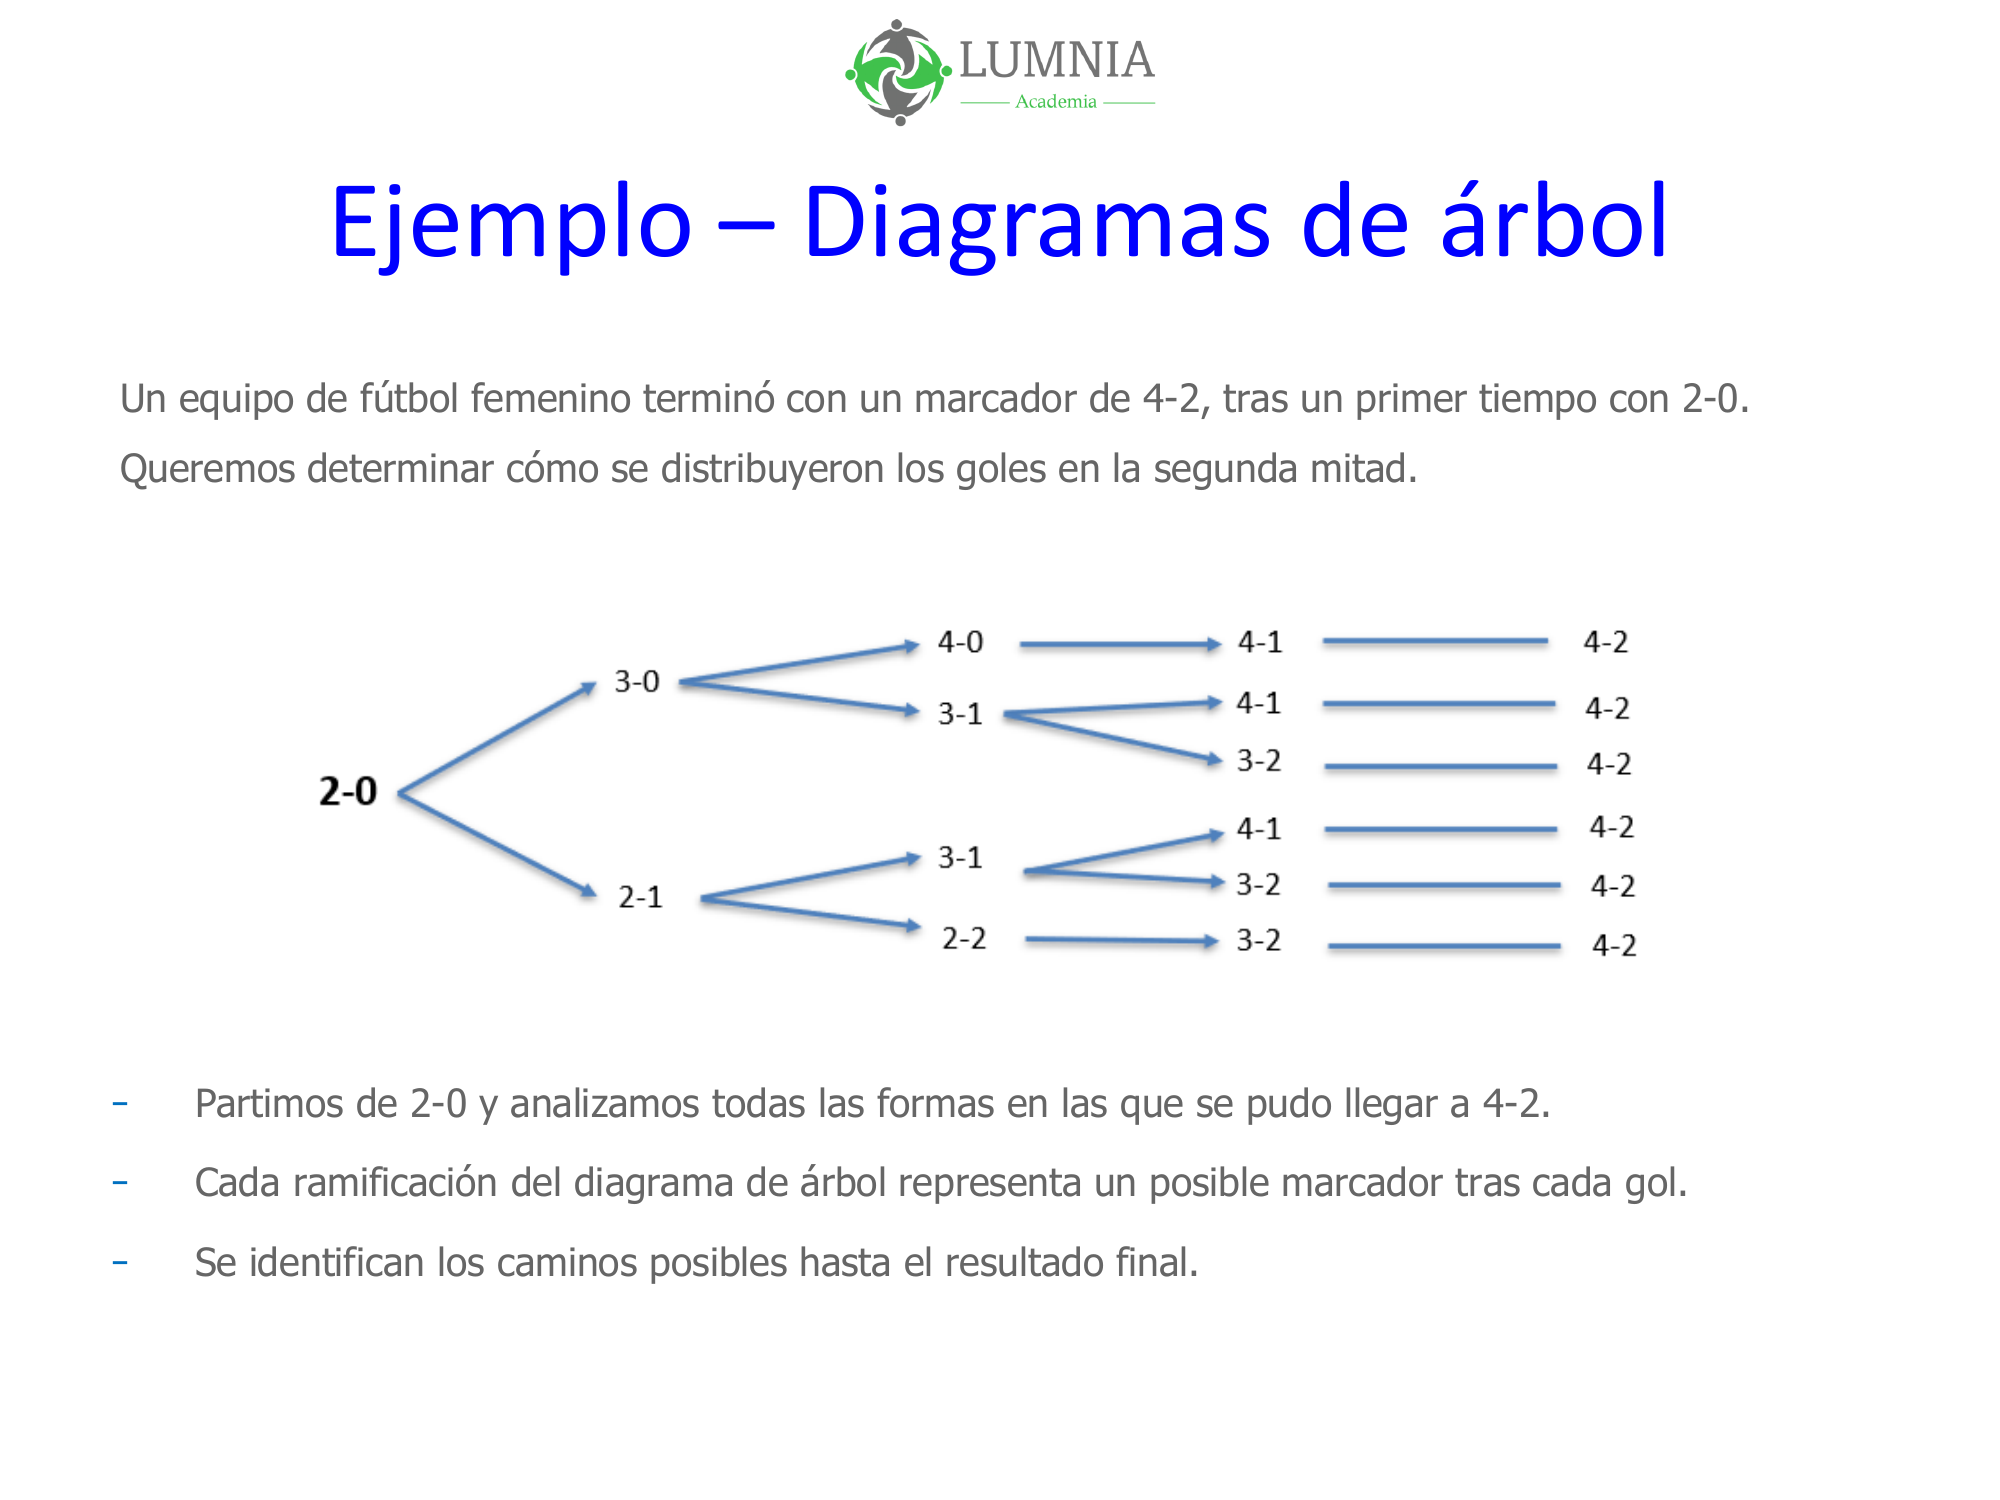 LUMNIA
Academia
Ejemplo – Diagramas de árbol
Un equipo de fútbol femenino terminó con un marcador de 4-2, tras un primer tiempo con 2-0.
Queremos determinar cómo se distribuyeron los goles en la segunda mitad.
4-0 4-1 4-2
3-0
3-1 4-1 4-2
3-2 4-2
2-0
4-1 4-2
3-1
2-1 3-2 4-2
2-2 3-2 4-2
- Partimos de 2-0 y analizamos todas las formas en las que se pudo llegar a 4-2.
- Cada ramificación del diagrama de árbol representa un posible marcador tras cada gol.
- Se identifican los caminos posibles hasta el resultado final.